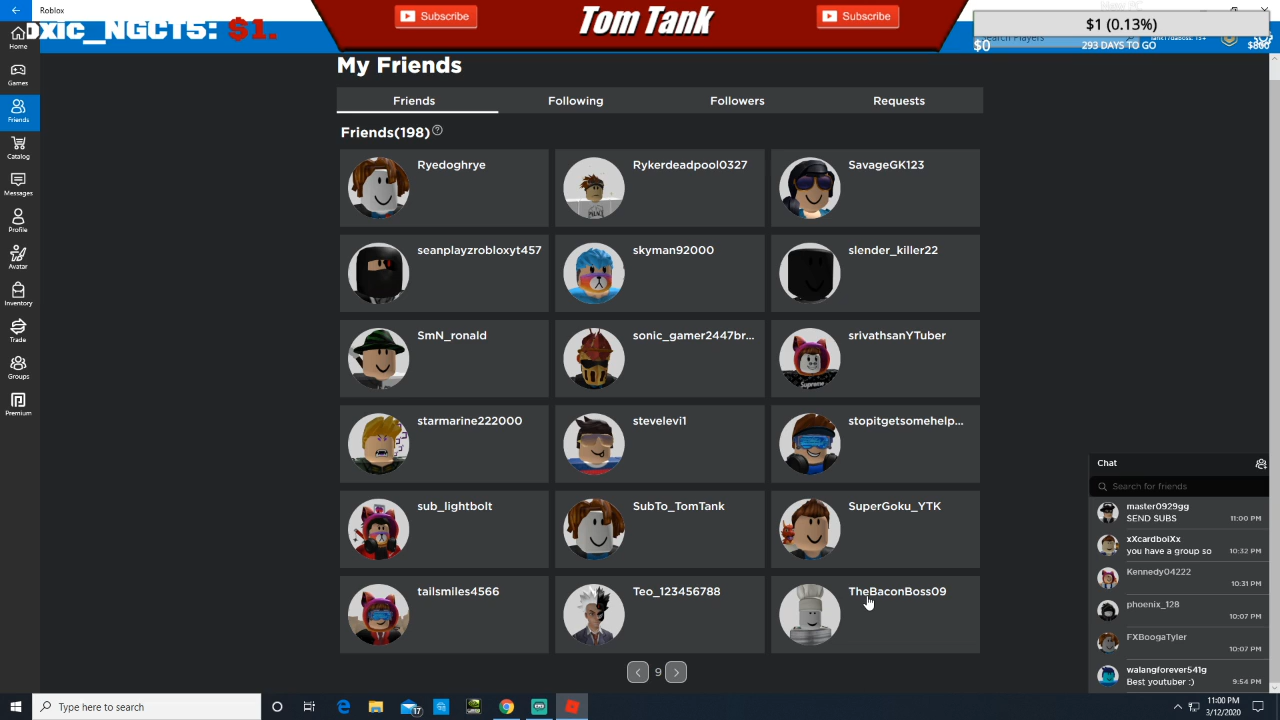 Roblox
oxic_NGCT5: $1.
Subscribe
Tom Tank
Subscribe
$1 (0.13%)
$0
293 DAYS TO GO
$800
Home
Games
Friends
Catalog
Messages
Profile
Avatar
Inventory
Trade
Groups
Premium
My Friends
Friends
Following
Followers
Requests
Friends(198)
Ryedoghrye
Rykerdeadpool0327
SavageGK123
seanplayzrobloxyt457
skyman92000
slender_killer22
SmN_ronald
sonic_gamer2447br...
srivathsanYTuber
Supreme
starmarine222000
stevelevi1
stopitgetsomehelp...
sub_lightbolt
SubTo_TomTank
SuperGoku_YTK
tailsmiles4566
Teo_123456788
TheBaconBoss09
9
Chat
Search for friends
master0929gg
SEND SUBS
11:00 PM
xXcardboiXx
you have a group so
10:32 PM
Kennedy04222
10:31 PM
phoenix_128
10:07 PM
FXBoogaTyler
10:07 PM
walangforever541g
Best youtuber :)
9:54 PM
Type here to search
17
11:00 PM
3/12/2020